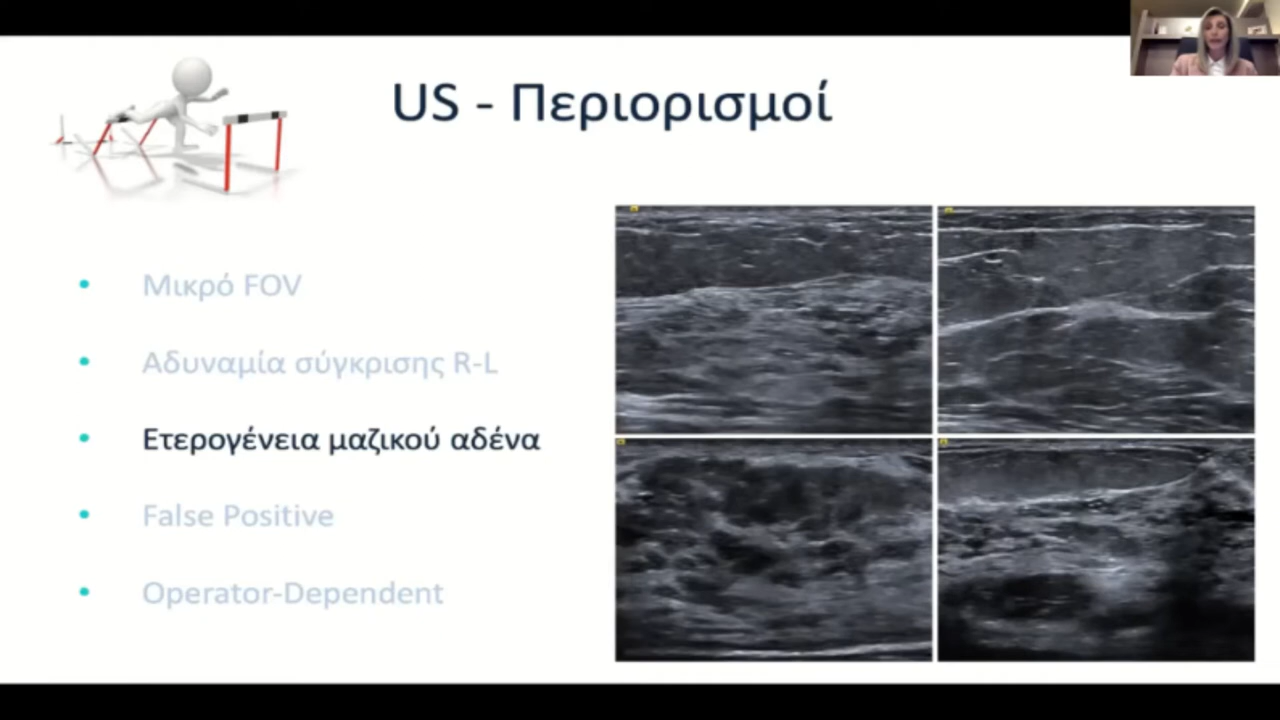 US - Περιορισμοί
Μικρό FOV
Αδυναμία σύγκρισης R-L
Ετερογένεια μαζικού αδένα
False Positive
Operator-Dependent